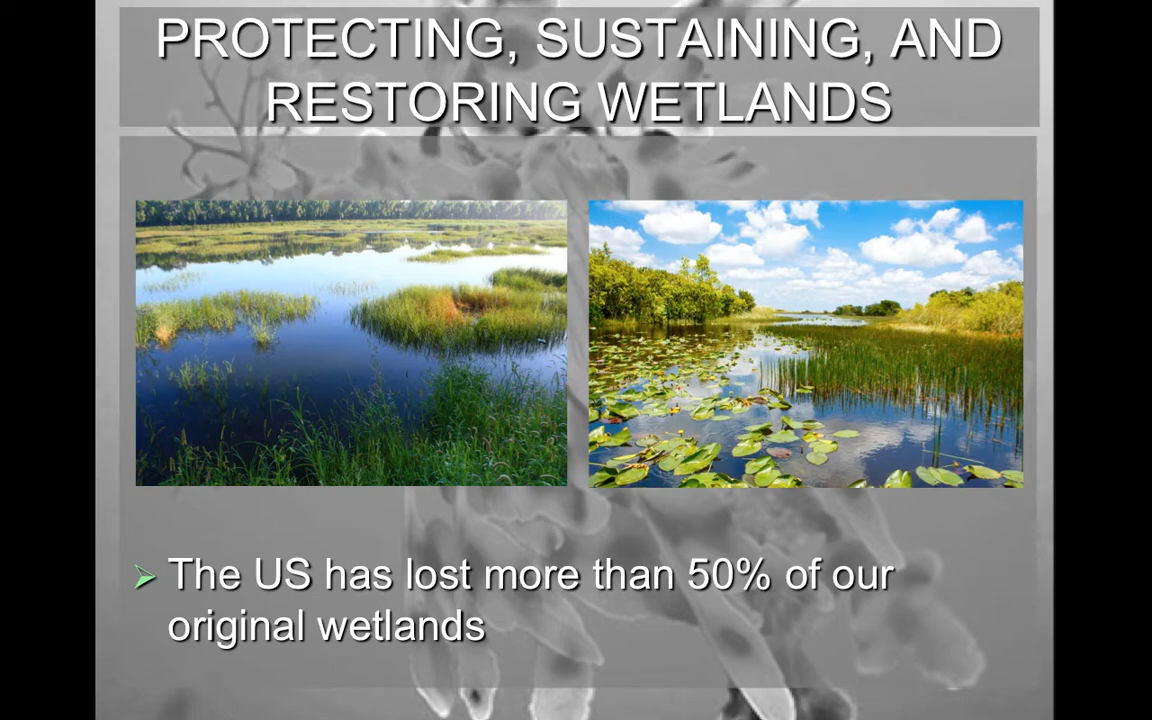 PROTECTING, SUSTAINING, AND
RESTORING WETLANDS
The US has lost more than 50% of our
original wetlands